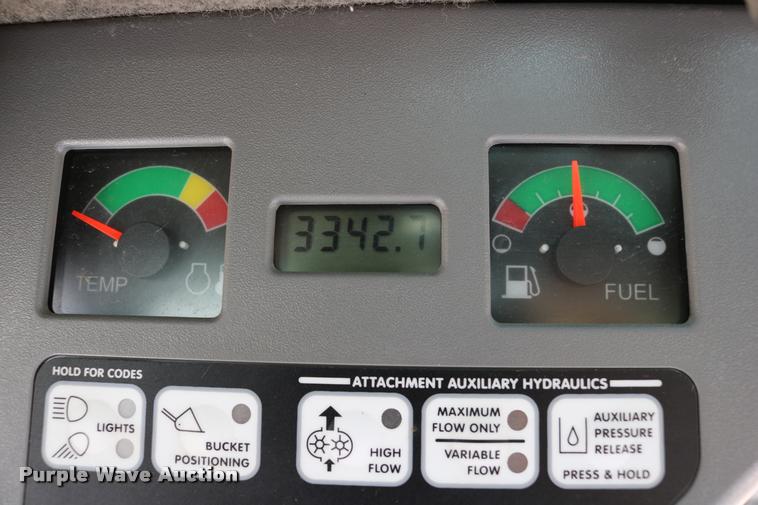 3342.7
TEMP
FUEL
HOLD FOR CODES
LIGHTS
BUCKET
POSITIONING
ATTACHMENT AUXILIARY HYDRAULICS
HIGH
FLOW
MAXIMUM
FLOW ONLY
VARIABLE
FLOW
AUXILIARY
PRESSURE
RELEASE
PRESS & HOLD
Purple Wave Auction